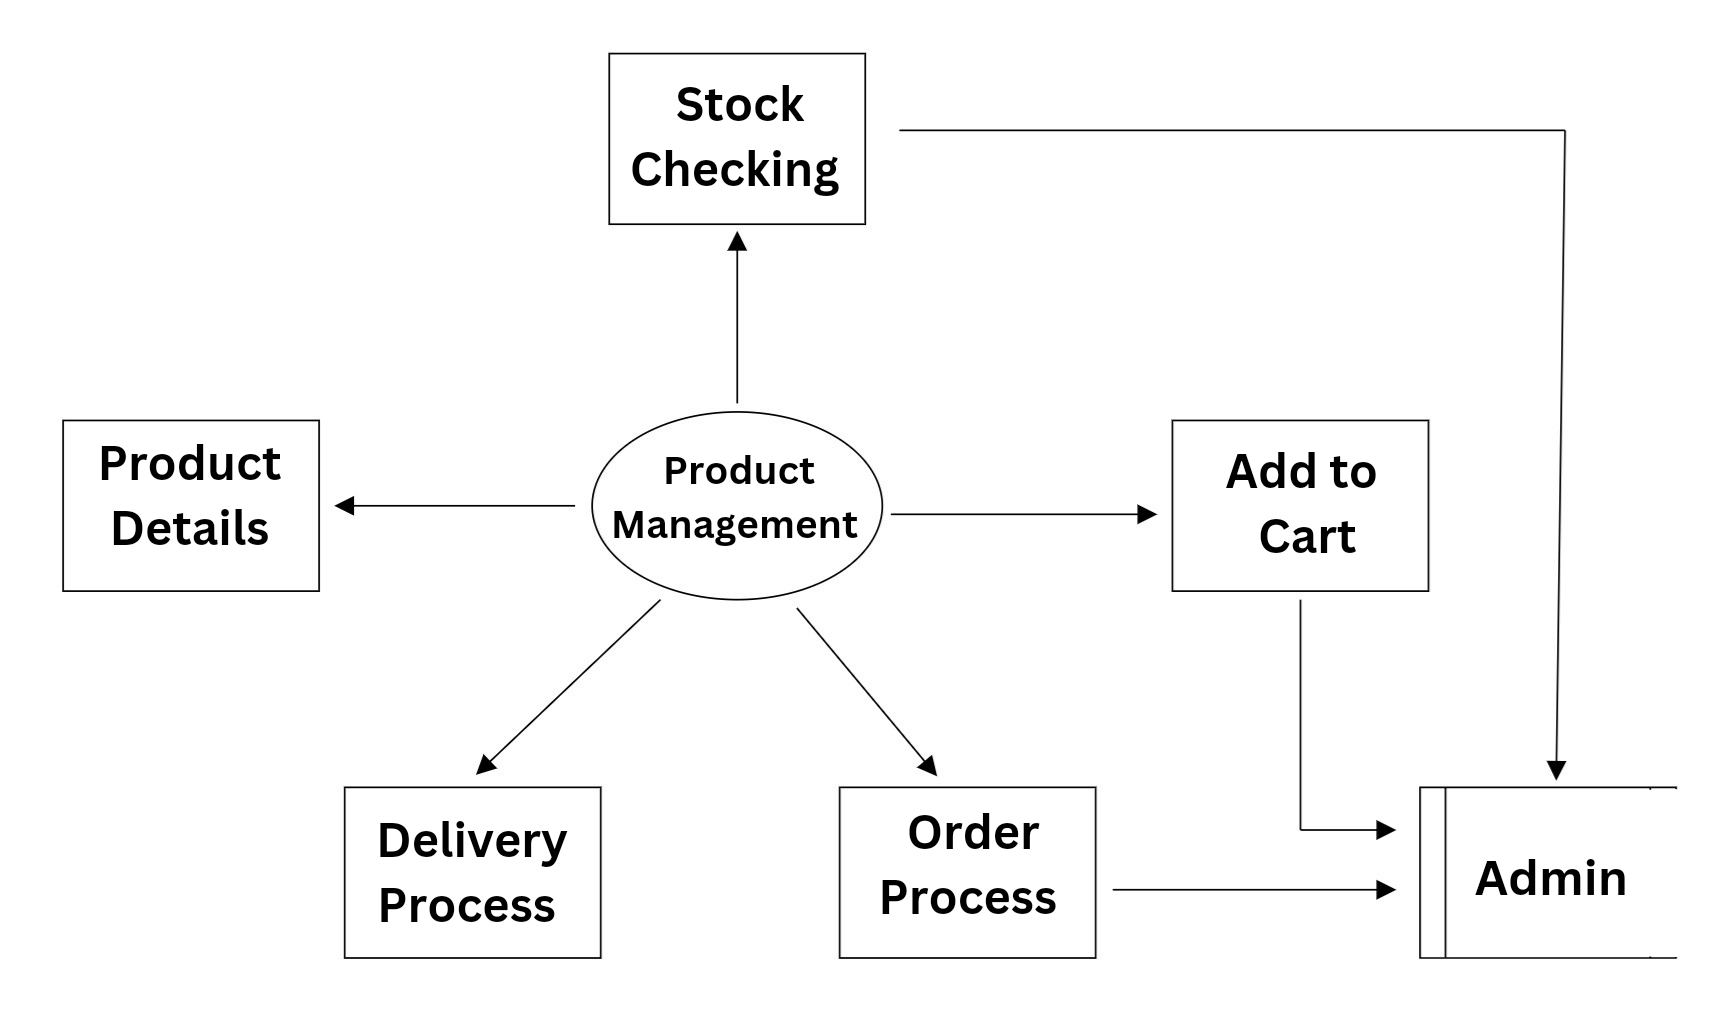 Stock
Checking
Product
Details
Product
Management
Add to
Cart
Delivery
Process
Order
Process
Admin